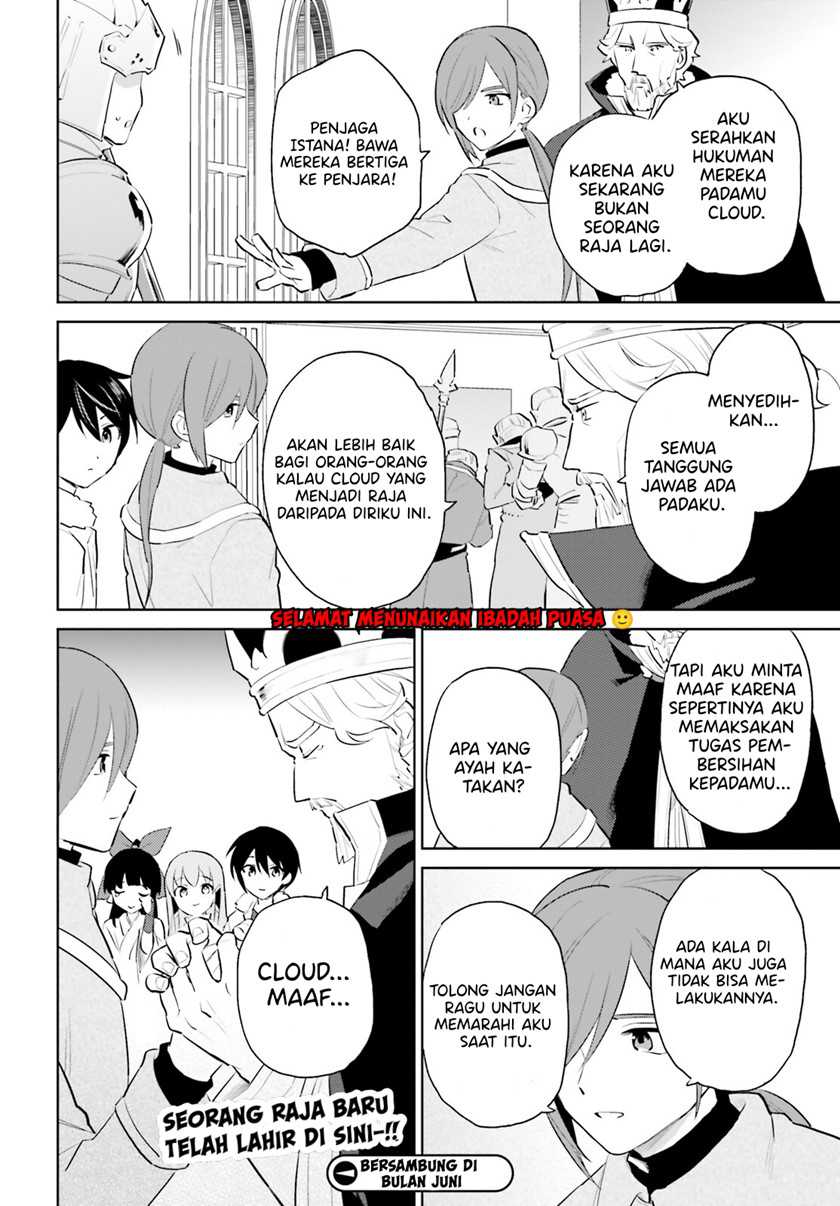 AKU
SERAHKAN
HUKUMAN
MEREKA
PADAMU
CLOUD.
KARENA AKU
SEKARANG
BUKAN
SEORANG
RAJA LAGI.
PENJAGA
ISTANA! BAWA
MEREKA BERTIGA
KE PENJARA!
MENYEDIH-
KAN...
SEMUA
TANGGUNG
JAWAB ADA
PADAKU.
AKAN LEBIH BAIK
BAGI ORANG-ORANG
KALAU CLOUD YANG
MENJADI RAJA
DARIPADA DIRIKU INI.
SELAMAT MENUNAIKAN IBADAH PUASA 🙂
TAPI AKU MINTA
MAAF KARENA
SEPERTINYA AKU
MEMAKSAKAN
TUGAS PEM-
BERSIHAN
KEPADAMU...
APA YANG
AYAH KA-
TAKAN?
ADA KALA DI
MANA AKU JUGA
TIDAK BISA ME-
LAKUKANNYA.
TOLONG JANGAN
RAGU UNTUK
MEMARAHI AKU
SAAT ITU.
CLOUD...
MAAF...
SEORANG RAJA BARU
TELAH LAHIR DI SINI-!!
BERSAMBUNG DI
BULAN JUNI